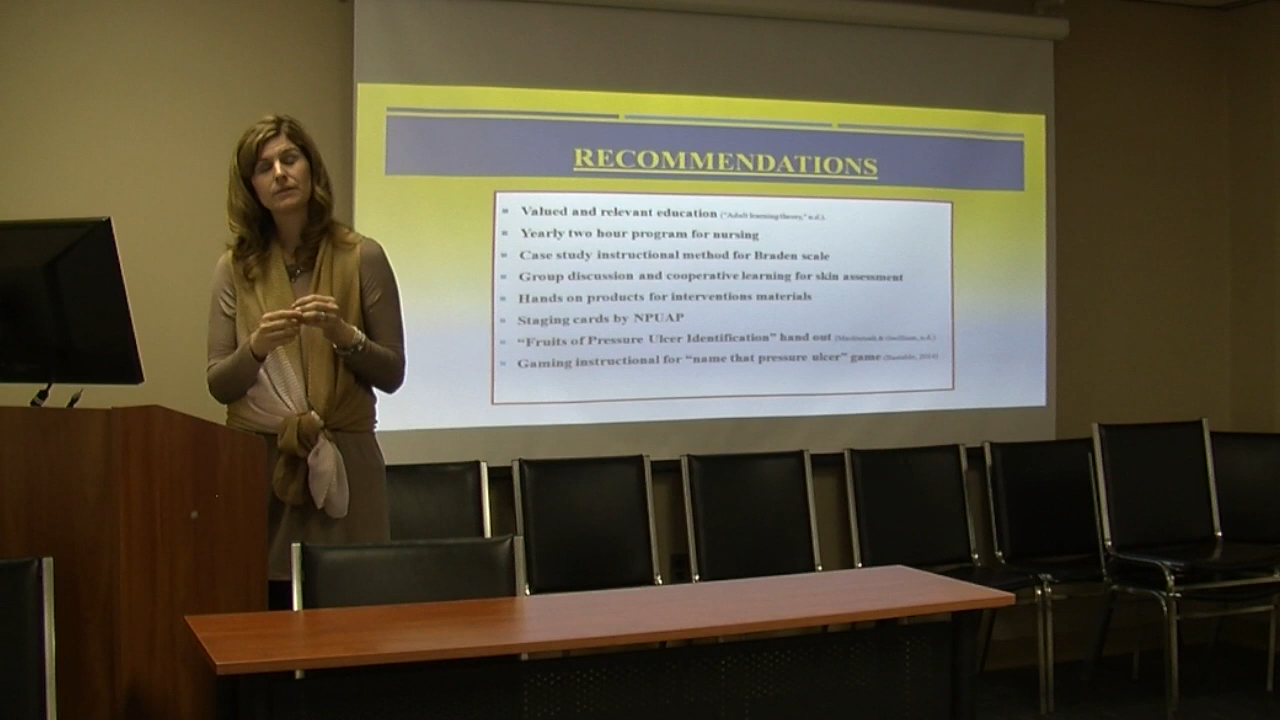 RECOMMENDATIONS
Valued and relevant education ("Adult learning theory," n.d.).
Yearly two hour program for nursing
Case study instructional method for Braden scale
Group discussion and cooperative learning for skin assessment
Hands on products for interventions materials
Staging cards by NPUAP
"Fruits of Pressure Ulcer Identification" hand out
Gaming instructional for "name that pressure ulcer" game